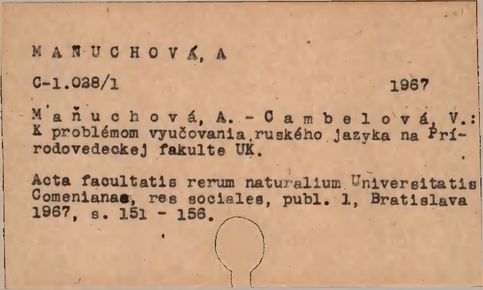 MAŇUCHOVÁ, A
C-1.038/1 1967
Maňuchová, A. - Cambelová, V.:
K problémom vyučovania ruského jazyka na Prí-
rodovedeckej fakulte UK.
Acta facultatis rerum naturalium Universitatis
Comenianae, res sociales, publ. 1, Bratislava
1967, s. 151 - 156.